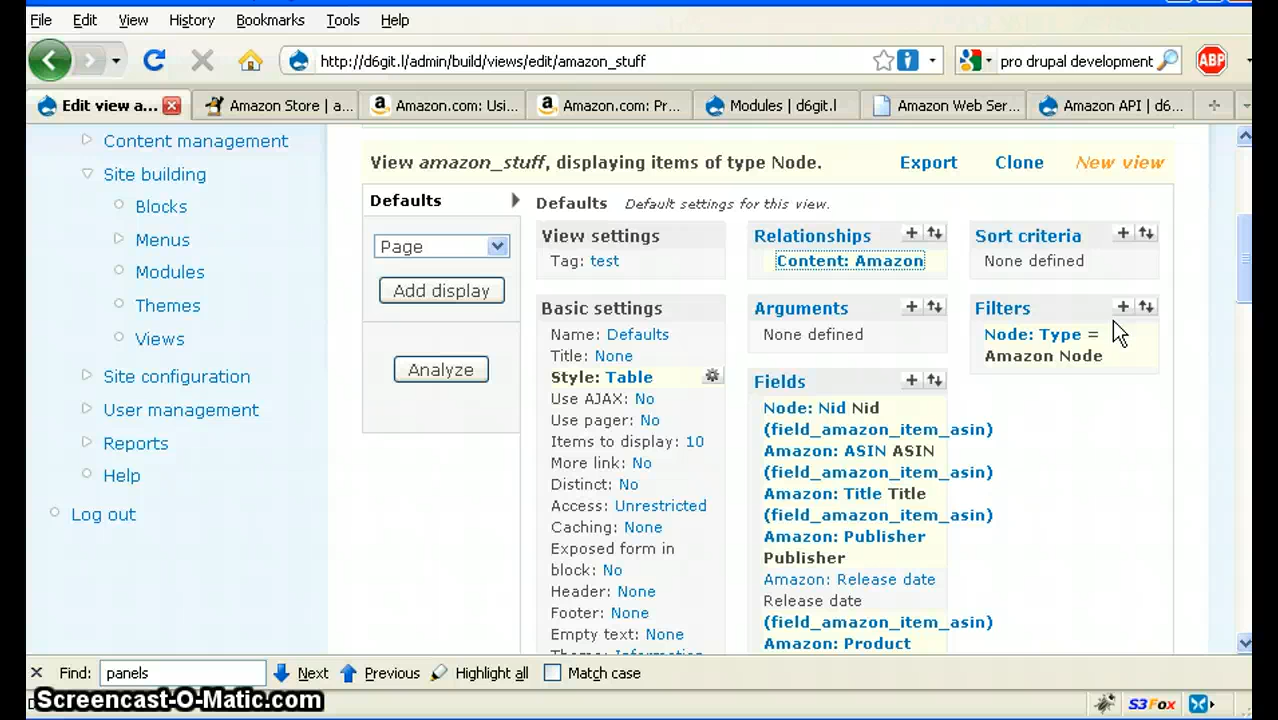 File Edit View History Bookmarks Tools Help
http://d6git.l/admin/build/views/edit/amazon_stuff
pro drupal development
ABP
Edit view a...
Amazon Store | a...
Amazon.com: Usi...
Amazon.com: Pr...
Modules | d6git.l
Amazon Web Ser...
Amazon API | d6...
Content management
Site building
Blocks
Menus
Modules
Themes
Views
Site configuration
User management
Reports
Help
Log out
View amazon_stuff, displaying items of type Node.
Export Clone New view
Defaults
Page
Add display
Analyze
Defaults Default settings for this view.
View settings
Tag: test
Basic settings
Name: Defaults
Title: None
Style: Table
Use AJAX: No
Use pager: No
Items to display: 10
More link: No
Distinct: No
Access: Unrestricted
Caching: None
Exposed form in
block: No
Header: None
Footer: None
Empty text: None
Theme: Information
Relationships
Content: Amazon
Arguments
None defined
Fields
Node: Nid Nid
(field_amazon_item_asin)
Amazon: ASIN ASIN
(field_amazon_item_asin)
Amazon: Title Title
(field_amazon_item_asin)
Amazon: Publisher
Publisher
Amazon: Release date
Release date
(field_amazon_item_asin)
Amazon: Product
Sort criteria
None defined
Filters
Node: Type =
Amazon Node
Find: panels Next Previous Highlight all Match case
Screencast-O-Matic.com
S3Fox